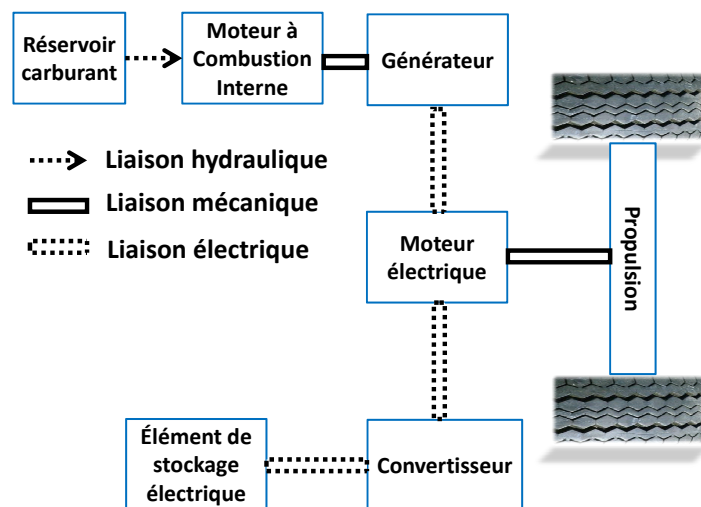 Réservoir
carburant
Moteur à
Combustion
Interne
Générateur
Liaison hydraulique
Liaison mécanique
Liaison électrique
Moteur
électrique
Propulsion
Élément de
stockage
électrique
Convertisseur